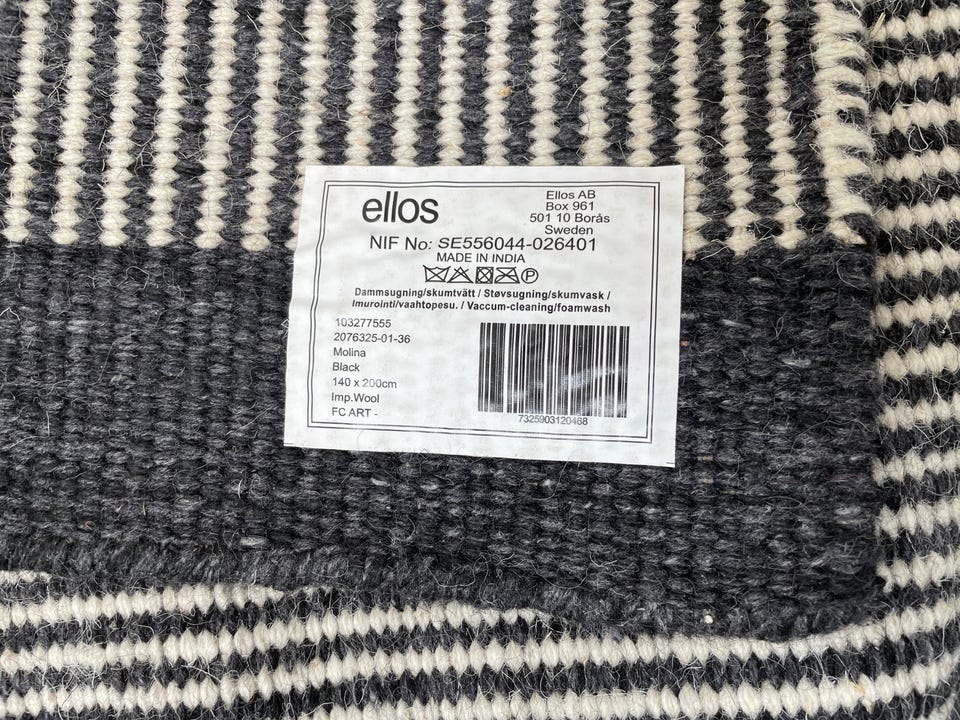 ellos
Ellos AB
Box 961
501 10 Borås
Sweden
NIF No: SE556044-026401
MADE IN INDIA
P
Dammsugning/skumtvätt / Støvsugning/skumvask /
Imurointi/vaahtopesu. / Vaccum-cleaning/foamwash
103277555
2076325-01-36
Molina
Black
140 x 200cm
Imp.Wool
FC ART -
7325903120468